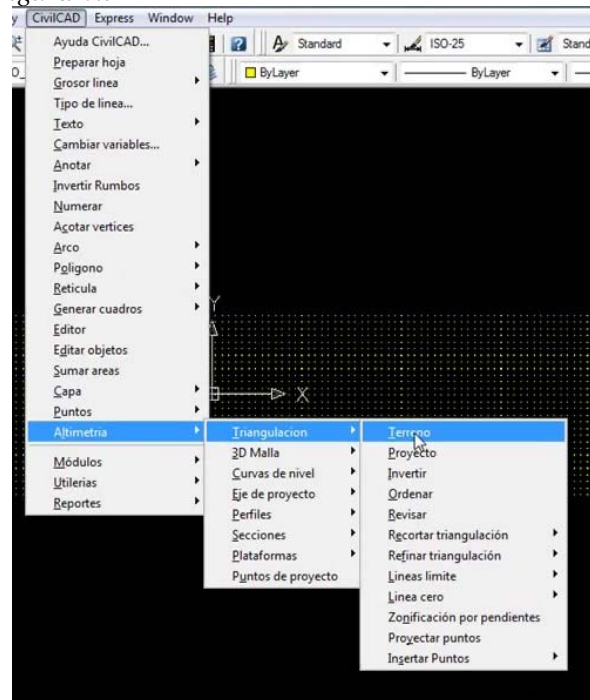 CivilCAD Express Window Help
Standard ISO-25 Stand
ByLayer ByLayer
Ayuda CivilCAD...
Preparar hoja
Grosor linea
Tipo de linea...
Texto
Cambiar variables...
Anotar
Invertir Rumbos
Numerar
Acotar vertices
Arco
Poligono
Reticula
Generar cuadros
Editor
Editar objetos
Sumar areas
Capa
Puntos
Altimetria
Módulos
Utilerias
Reportes
Y
X
Triangulacion
3D Malla
Curvas de nivel
Eje de proyecto
Perfiles
Secciones
Plataformas
Puntos de proyecto
Terreno
Proyecto
Invertir
Ordenar
Revisar
Recortar triangulación
Refinar triangulación
Lineas limite
Linea cero
Zonificación por pendientes
Proyectar puntos
Insertar Puntos